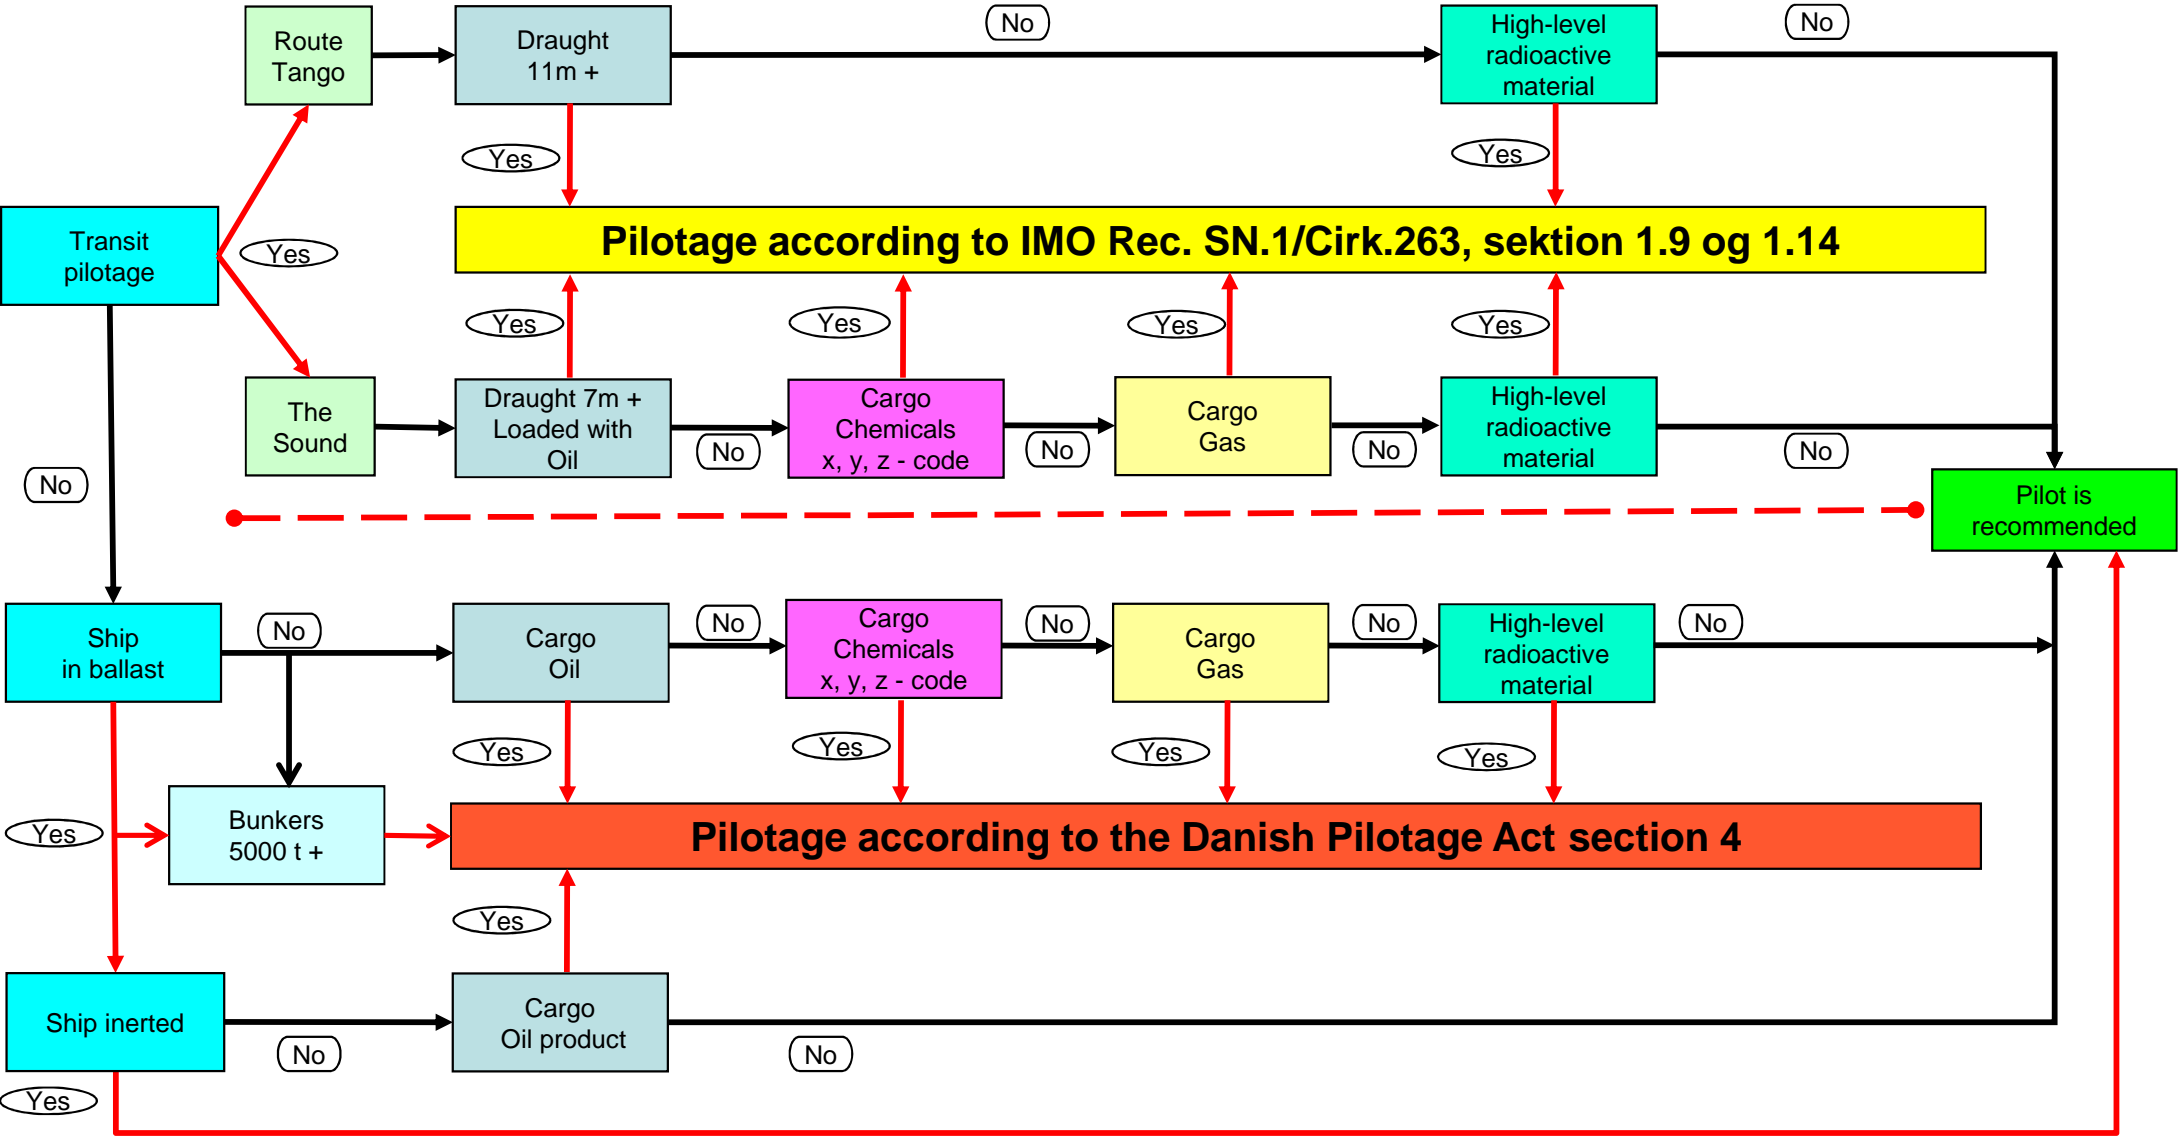 Route
Tango
Draught
11m +
No
High-level
radioactive
material
No
Yes
Yes
Transit
pilotage
Yes
Pilotage according to IMO Rec. SN.1/Cirk.263, sektion 1.9 og 1.14
Yes
Yes
Yes
Yes
The
Sound
Draught 7m +
Loaded with
Oil
No
Cargo
Chemicals
x, y, z - code
No
Cargo
Gas
No
High-level
radioactive
material
No
No
Pilot is
recommended
Ship
in ballast
No
Cargo
Oil
No
Cargo
Chemicals
x, y, z - code
No
Cargo
Gas
No
High-level
radioactive
material
No
Yes
Yes
Yes
Yes
Yes
Bunkers
5000 t +
Pilotage according to the Danish Pilotage Act section 4
Yes
Ship inerted
No
Cargo
Oil product
No
Yes